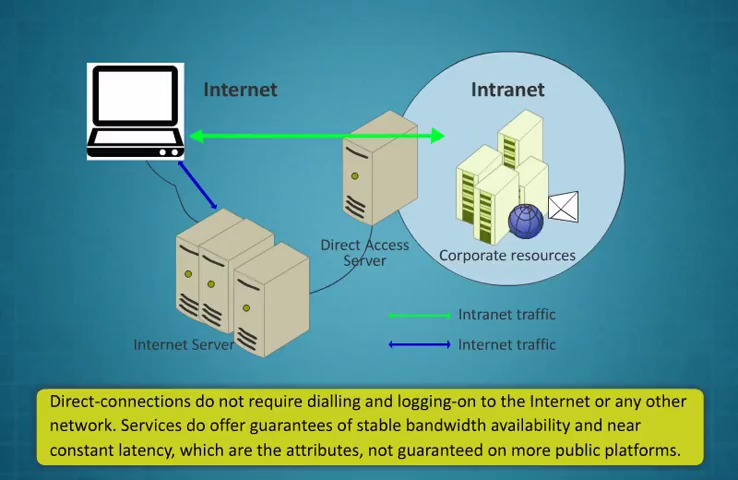 Internet
Intranet
Direct Access
Server
Corporate resources
Intranet traffic
Internet Server
Internet traffic
Direct-connections do not require dialling and logging-on to the Internet or any other
network. Services do offer guarantees of stable bandwidth availability and near
constant latency, which are the attributes, not guaranteed on more public platforms.